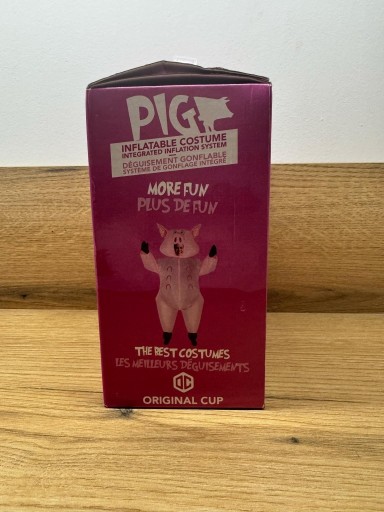 PIG
INFLATABLE COSTUME
INTEGRATED INFLATION SYSTEM
DÉGUISEMENT GONFLABLE
SYSTÈME DE GONFLAGE INTÉGRÉ
MORE FUN
PLUS DE FUN
THE BEST COSTUMES
LES MEILLEURS DÉGUISEMENTS
OC
ORIGINAL CUP